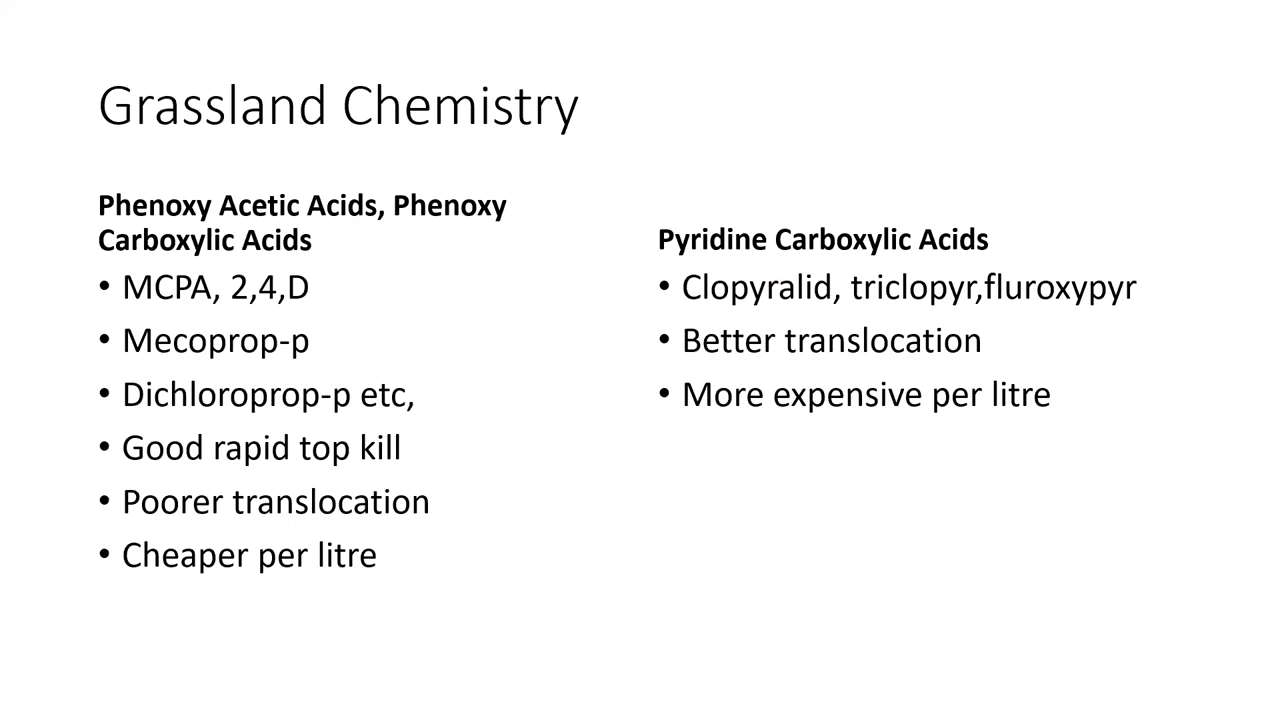 Grassland Chemistry
Phenoxy Acetic Acids, Phenoxy
Carboxylic Acids
• MCPA, 2,4,D
• Mecoprop-p
• Dichloroprop-p etc,
• Good rapid top kill
• Poorer translocation
• Cheaper per litre
Pyridine Carboxylic Acids
• Clopyralid, triclopyr,fluroxypyr
• Better translocation
• More expensive per litre